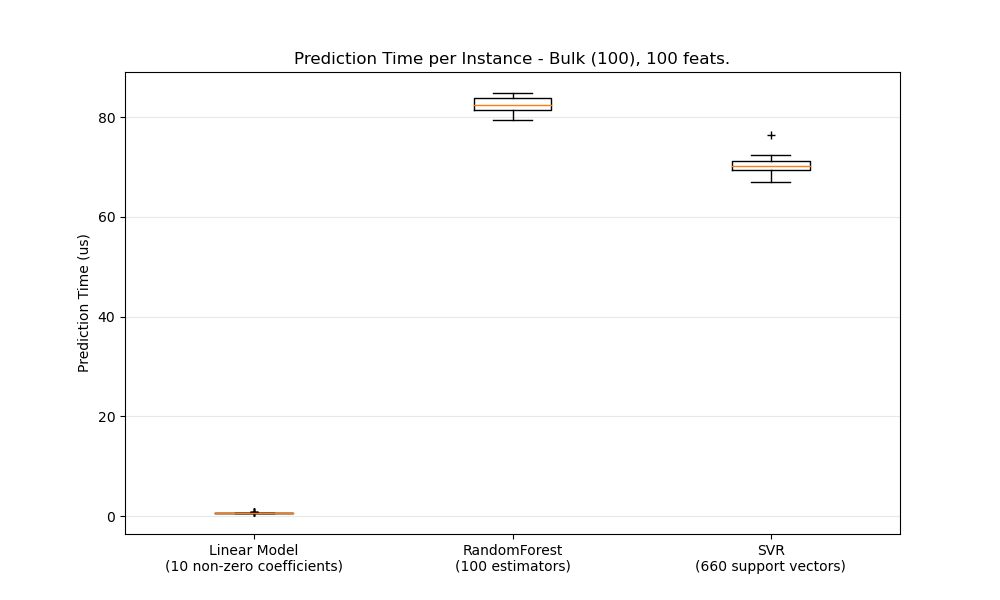 Prediction Time per Instance - Bulk (100), 100 feats.
Prediction Time (us)
80
60
40
20
0
Linear Model
(10 non-zero coefficients)
RandomForest
(100 estimators)
SVR
(660 support vectors)